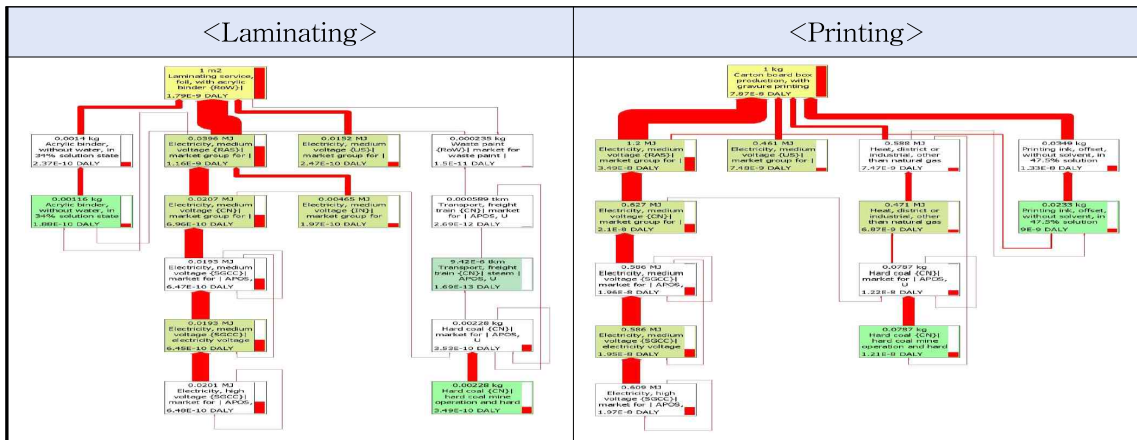 <Laminating>
<Printing>
1 m2
Laminating service,
foil, with acrylic
binder {RoW}|
1.79E-9 DALY
0.0014 kg
Acrylic binder,
without water, in
34% solution state
2.37E-10 DALY
0.0396 MJ
Electricity, medium
voltage {RAS}|
market group for |
1.16E-9 DALY
0.0152 MJ
Electricity, medium
voltage {US}|
market group for |
2.47E-10 DALY
0.000235 kg
Waste paint
{RoW}| market for
waste paint |
1.5E-11 DALY
0.00116 kg
Acrylic binder,
without water, in
34% solution state
1.88E-10 DALY
0.0207 MJ
Electricity, medium
voltage {CN}|
market group for |
6.96E-10 DALY
0.00465 MJ
Electricity, medium
voltage {IN}|
market group for
1.97E-10 DALY
0.000589 tkm
Transport, freight
train {CN}| market
for | APOS, U
2.69E-12 DALY
0.0193 MJ
Electricity, medium
voltage {SGCC}|
market for | APOS,
6.47E-10 DALY
9.42E-6 tkm
Transport, freight
train {CN}| steam |
APOS, U
1.69E-13 DALY
0.0193 MJ
Electricity, medium
voltage {SGCC}|
electricity voltage
6.45E-10 DALY
0.00228 kg
Hard coal {CN}|
market for | APOS,
U
3.53E-10 DALY
0.0201 MJ
Electricity, high
voltage {SGCC}|
market for | APOS,
6.48E-10 DALY
0.00228 kg
Hard coal {CN}|
hard coal mine
operation and hard
3.49E-10 DALY
1 kg
Carton board box
production, with
gravure printing
7.87E-8 DALY
1.2 MJ
Electricity, medium
voltage {RAS}|
market group for |
3.49E-8 DALY
0.461 MJ
Electricity, medium
voltage {US}|
market group for |
7.48E-9 DALY
0.588 MJ
Heat, district or
industrial, other
than natural gas
7.47E-9 DALY
0.0349 kg
Printing ink, offset,
without solvent, in
47.5% solution
1.33E-8 DALY
0.627 MJ
Electricity, medium
voltage {CN}|
market group for |
2.1E-8 DALY
0.471 MJ
Heat, district or
industrial, other
than natural gas
6.87E-9 DALY
0.0233 kg
Printing ink, offset,
without solvent, in
47.5% solution
9E-9 DALY
0.586 MJ
Electricity, medium
voltage {SGCC}|
market for | APOS,
1.96E-8 DALY
0.0787 kg
Hard coal {CN}|
market for | APOS,
U
1.22E-8 DALY
0.586 MJ
Electricity, medium
voltage {SGCC}|
electricity voltage
1.95E-8 DALY
0.0787 kg
Hard coal {CN}|
hard coal mine
operation and hard
1.21E-8 DALY
0.609 MJ
Electricity, high
voltage {SGCC}|
market for | APOS,
1.97E-8 DALY